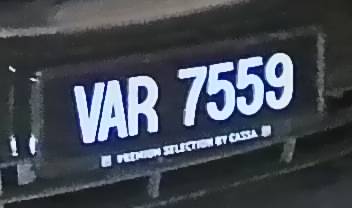 VAR 7559
PREMIUM SELECTION BY CASSA